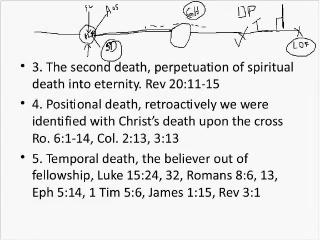 SD
GH
DP
LOF
• 3. The second death, perpetuation of spiritual
death into eternity. Rev 20:11-15
• 4. Positional death, retroactively we were
identified with Christ’s death upon the cross
Ro. 6:1-14, Col. 2:13, 3:13
• 5. Temporal death, the believer out of
fellowship, Luke 15:24, 32, Romans 8:6, 13,
Eph 5:14, 1 Tim 5:6, James 1:15, Rev 3:1